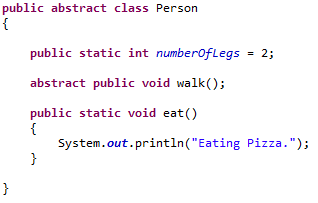 public abstract class Person
{
public static int numberOfLegs = 2;
abstract public void walk();
public static void eat()
{
System.out.println("Eating Pizza.");
}
}